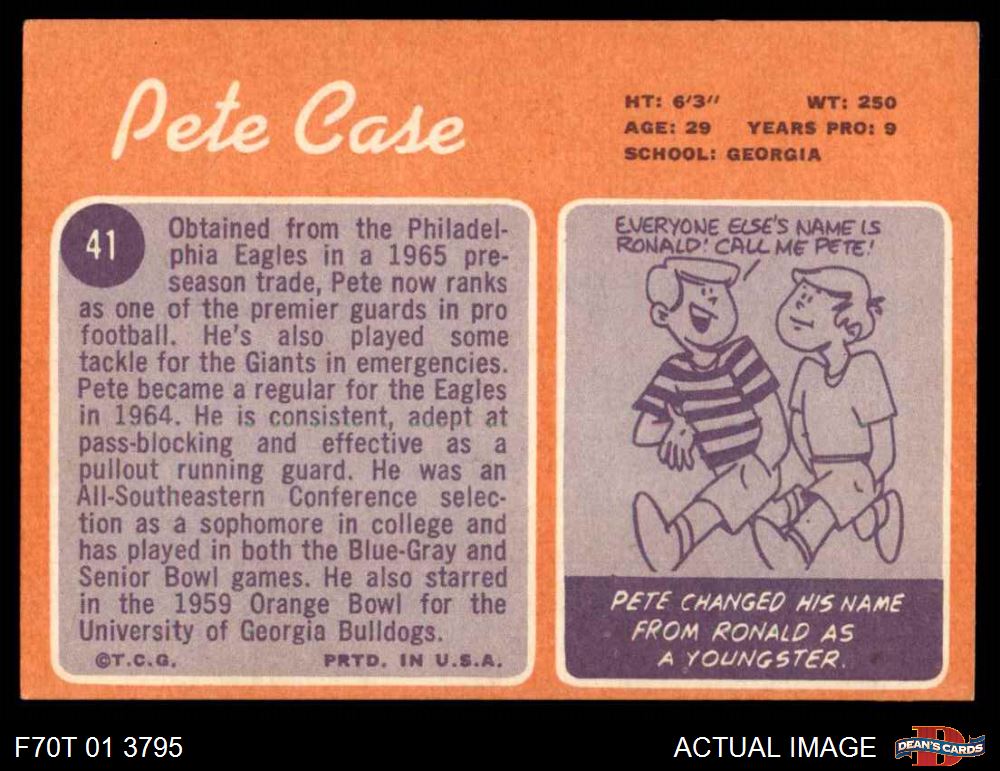 Pete Case
HT: 6'3" WT: 250
AGE: 29 YEARS PRO: 9
SCHOOL: GEORGIA
41
Obtained from the Philadel-
phia Eagles in a 1965 pre-
season trade, Pete now ranks
as one of the premier guards in pro
football. He's also played some
tackle for the Giants in emergencies.
Pete became a regular for the Eagles
in 1964. He is consistent, adept at
pass-blocking and effective as a
pullout running guard. He was an
All-Southeastern Conference selec-
tion as a sophomore in college and
has played in both the Blue-Gray and
Senior Bowl games. He also starred
in the 1959 Orange Bowl for the
University of Georgia Bulldogs.
©T.C.G. PRTD. IN U.S.A.
EVERYONE ELSE'S NAME IS
RONALD! CALL ME PETE!
PETE CHANGED HIS NAME
FROM RONALD AS
A YOUNGSTER.
F70T 01 3795
ACTUAL IMAGE
D
DEAN'S CARDS